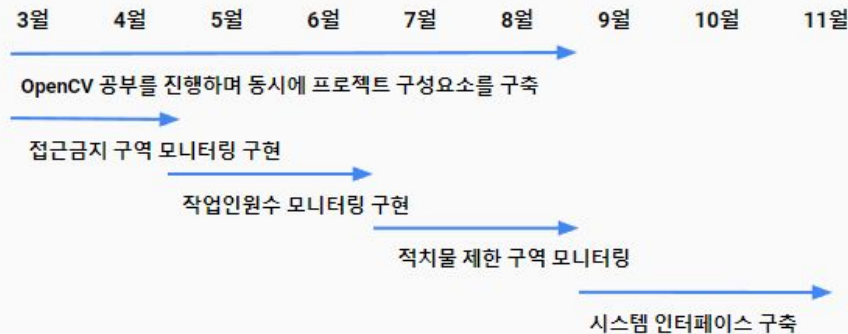 3월 4월 5월 6월 7월 8월 9월 10월 11월
OpenCV 공부를 진행하며 동시에 프로젝트 구성요소를 구축
접근금지 구역 모니터링 구현
작업인원수 모니터링 구현
적치물 제한 구역 모니터링
시스템 인터페이스 구축